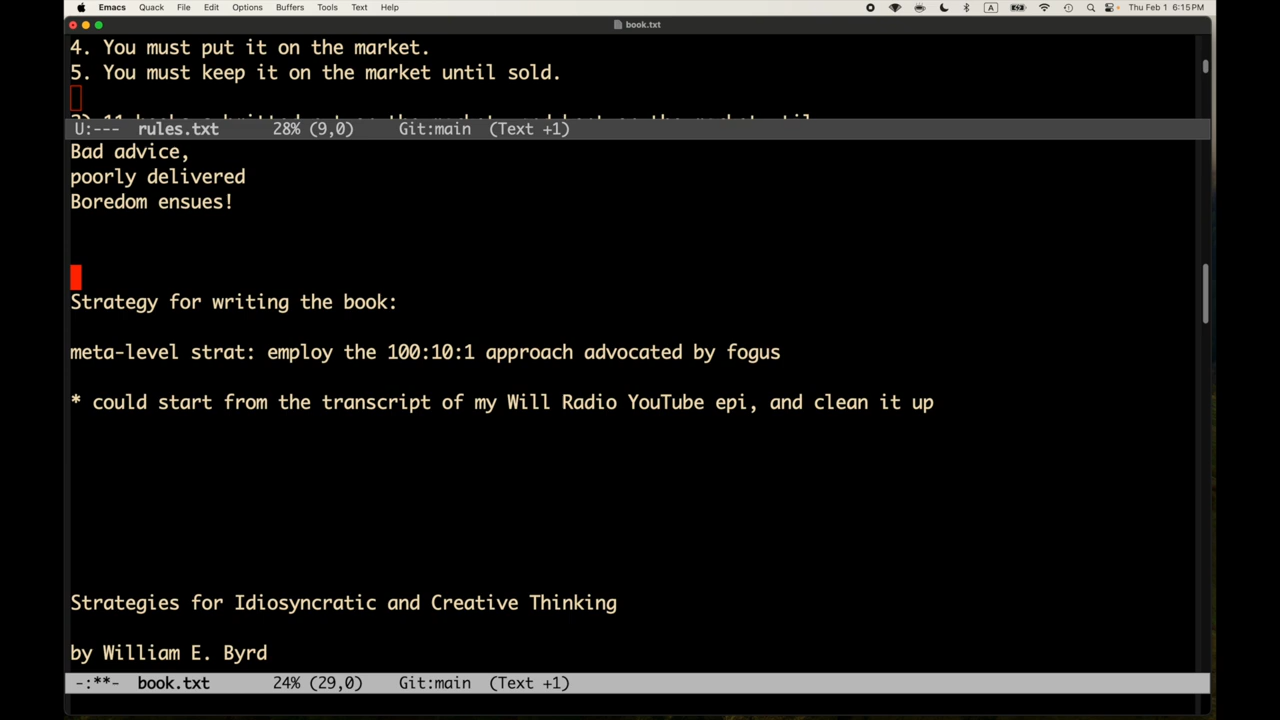 Emacs Quack File Edit Options Buffers Tools Text Help A Thu Feb 1 6:15 PM
book.txt
4. You must put it on the market.
5. You must keep it on the market until sold.
U:--- rules.txt 28% (9,0) Git:main (Text +1)
Bad advice,
poorly delivered
Boredom ensues!
Strategy for writing the book:
meta-level strat: employ the 100:10:1 approach advocated by fogus
* could start from the transcript of my Will Radio YouTube epi, and clean it up
Strategies for Idiosyncratic and Creative Thinking
by William E. Byrd
-:**- book.txt 24% (29,0) Git:main (Text +1)